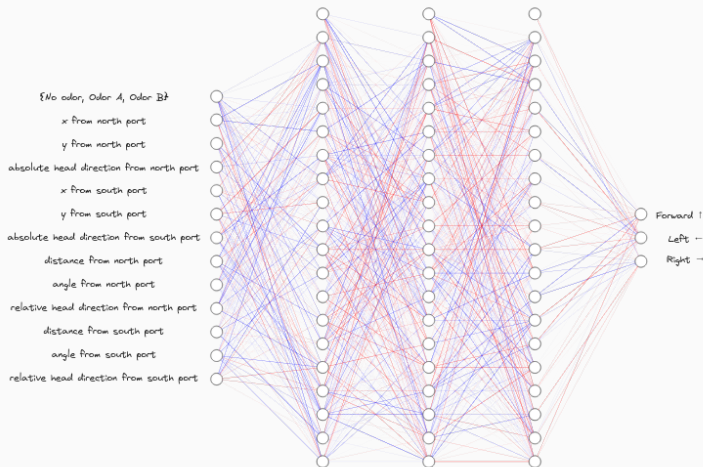 {No odor, Odor A, Odor B}
x from north port
y from north port
absolute head direction from north port
x from south port
y from south port
absolute head direction from south port
distance from north port
angle from north port
relative head direction from north port
distance from south port
angle from south port
relative head direction from south port
Forward ↑
Left ←
Right →